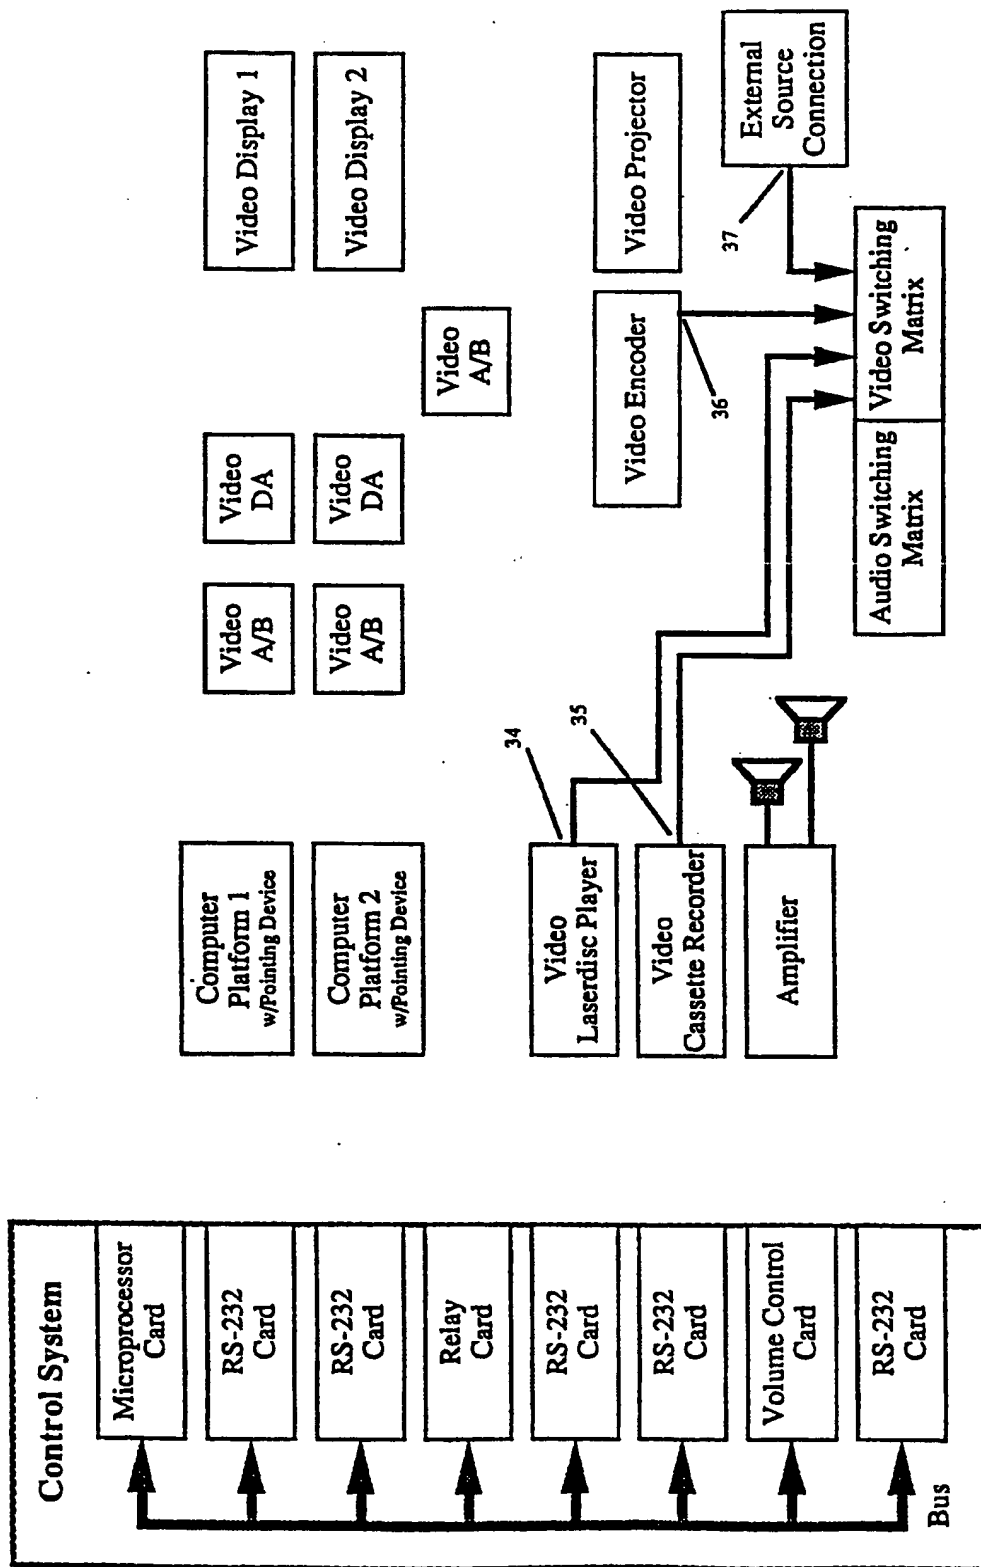 Control System
Microprocessor
Card
RS-232
Card
RS-232
Card
Relay
Card
RS-232
Card
RS-232
Card
Volume Control
Card
RS-232
Card
Bus
Computer
Platform 1
w/Pointing Device
Computer
Platform 2
w/Pointing Device
Video
Laserdisc Player
Video
Cassette Recorder
Amplifier
34
35
Video
A/B
Video
A/B
Video
DA
Video
DA
Video
A/B
Video Display 1
Video Display 2
Video Encoder
Video Projector
36
37
External
Source
Connection
Audio Switching
Matrix
Video Switching
Matrix